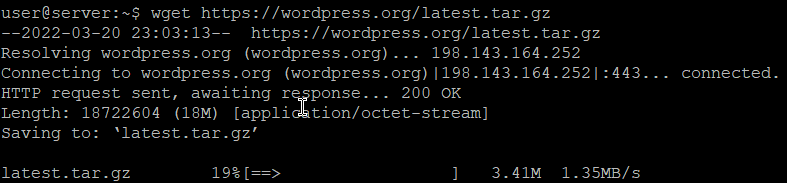 user@server:~$ wget https://wordpress.org/latest.tar.gz
--2022-03-20 23:03:13--  https://wordpress.org/latest.tar.gz
Resolving wordpress.org (wordpress.org)... 198.143.164.252
Connecting to wordpress.org (wordpress.org)|198.143.164.252|:443... connected.
HTTP request sent, awaiting response... 200 OK
Length: 18722604 (18M) [application/octet-stream]
Saving to: ‘latest.tar.gz’

latest.tar.gz        19%[==>                 ]   3.41M  1.35MB/s